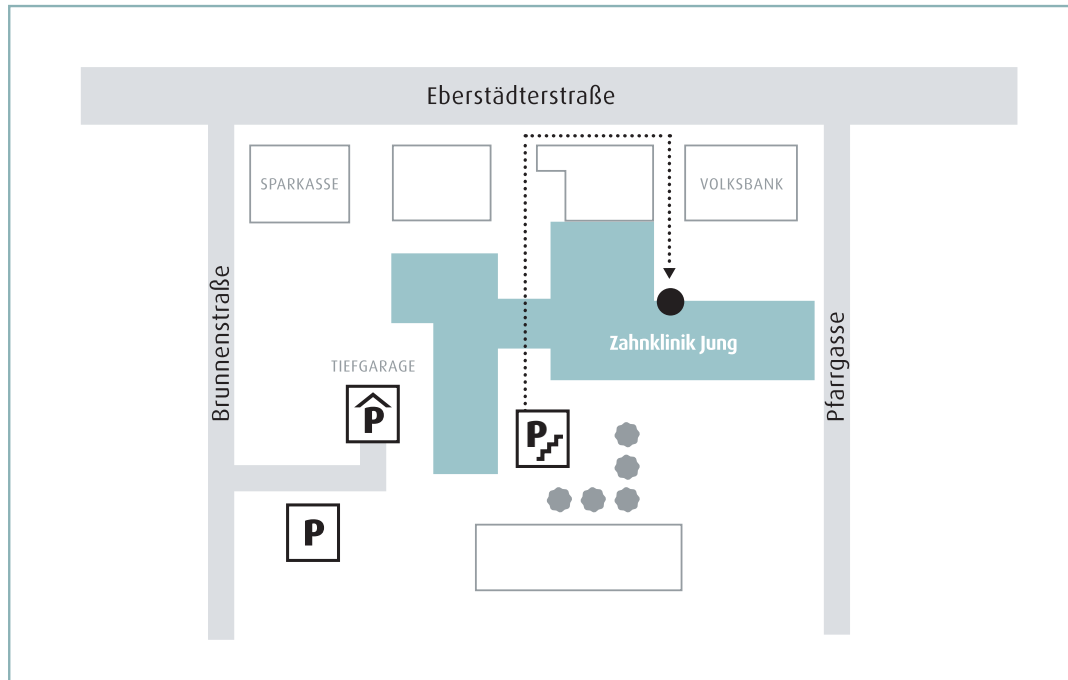 Eberstädterstraße
SPARKASSE
VOLKSBANK
Brunnenstraße
Zahnklinik Jung
Pfarrgasse
TIEFGARAGE
P
P
P